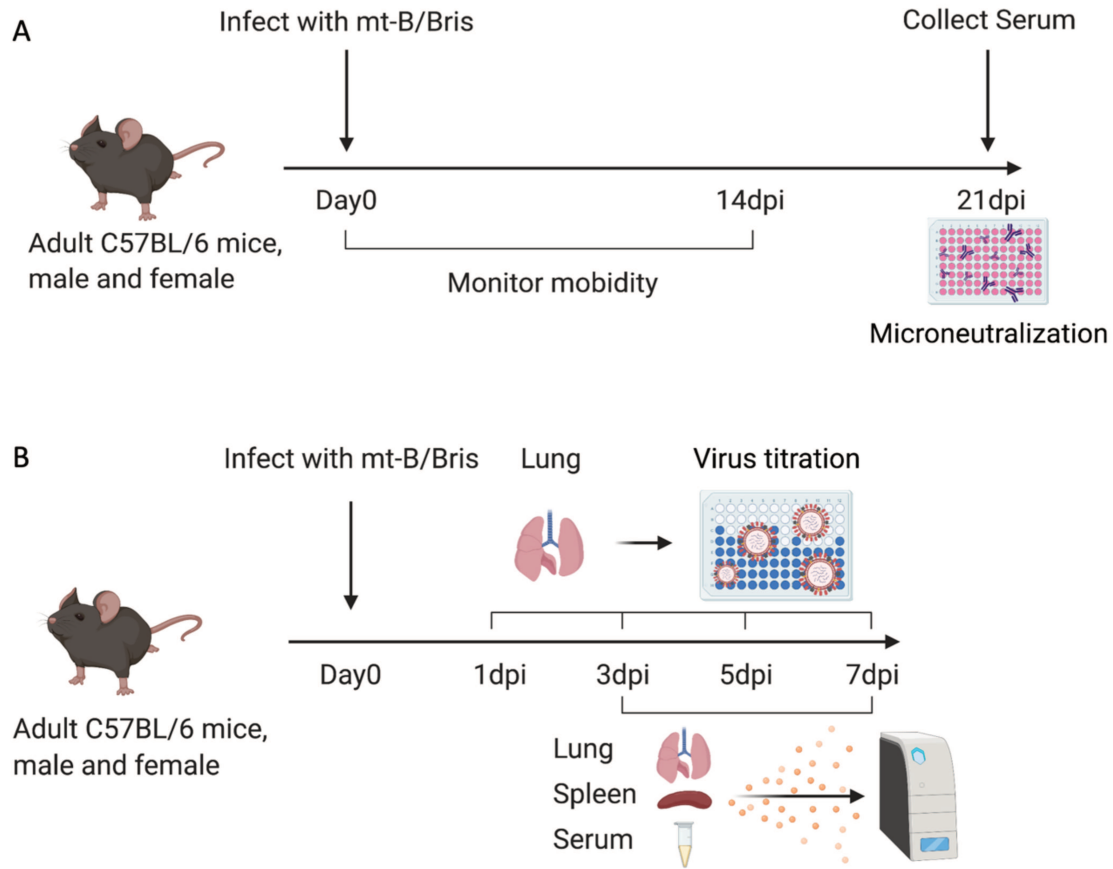 A
Infect with mt-B/Bris
Collect Serum
Day0
14dpi
21dpi
Adult C57BL/6 mice,
male and female
Monitor mobidity
Microneutralization
B
Infect with mt-B/Bris
Lung
Virus titration
Day0
1dpi
3dpi
5dpi
7dpi
Adult C57BL/6 mice,
male and female
Lung
Spleen
Serum